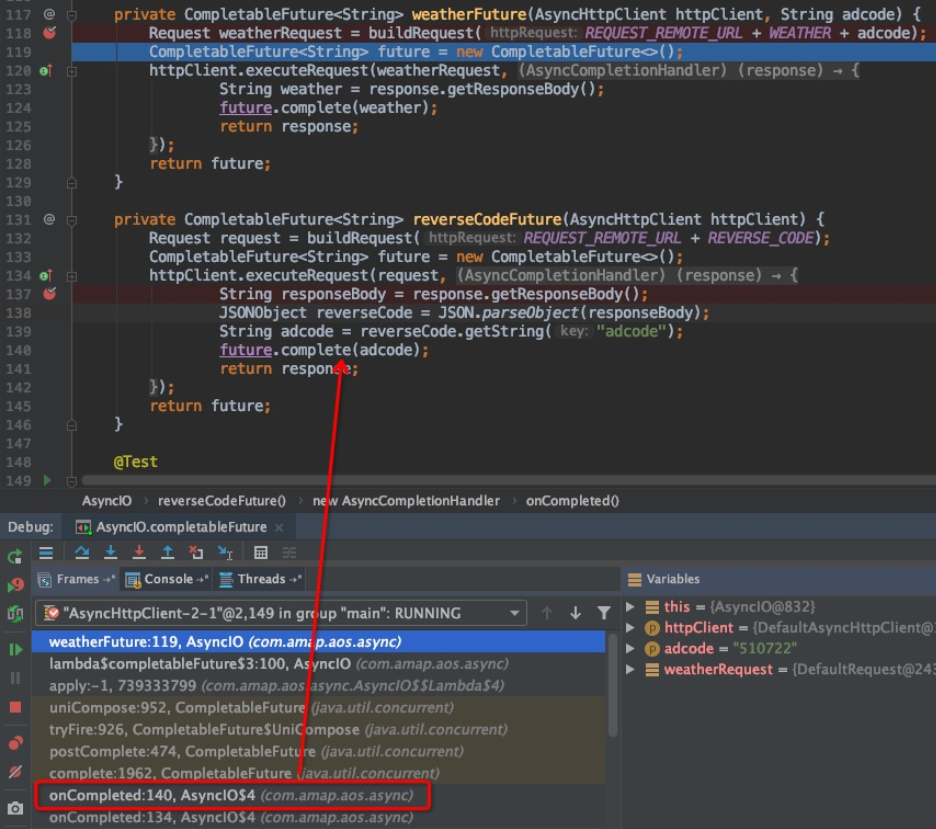 117 @ private CompletableFuture<String> weatherFuture(AsyncHttpClient httpClient, String adcode) {
118 Request weatherRequest = buildRequest( httpRequest: REQUEST_REMOTE_URL + WEATHER + adcode);
119 CompletableFuture<String> future = new CompletableFuture<>();
120 httpClient.executeRequest(weatherRequest, (AsyncCompletionHandler) (response) → {
123 String weather = response.getResponseBody();
124 future.complete(weather);
125 return response;
126 });
128 return future;
129 }
130
131 @ private CompletableFuture<String> reverseCodeFuture(AsyncHttpClient httpClient) {
132 Request request = buildRequest( httpRequest: REQUEST_REMOTE_URL + REVERSE_CODE);
133 CompletableFuture<String> future = new CompletableFuture<>();
134 httpClient.executeRequest(request, (AsyncCompletionHandler) (response) → {
137 String responseBody = response.getResponseBody();
138 JSONObject reverseCode = JSON.parseObject(responseBody);
139 String adcode = reverseCode.getString( key: "adcode");
140 future.complete(adcode);
141 return response;
142 });
145 return future;
146 }
147
148 @Test
149
AsyncIO › reverseCodeFuture() › new AsyncCompletionHandler › onCompleted()
Debug: AsyncIO.completableFuture ×
Frames Console Threads
Variables
"AsyncHttpClient-2-1"@2,149 in group "main": RUNNING
weatherFuture:119, AsyncIO (com.amap.aos.async)
lambda$completableFuture$3:100, AsyncIO (com.amap.aos.async)
apply:-1, 739333799 (com.amap.aos.async.AsyncIO$$Lambda$4)
uniCompose:952, CompletableFuture (java.util.concurrent)
tryFire:926, CompletableFuture$UniCompose (java.util.concurrent)
postComplete:474, CompletableFuture (java.util.concurrent)
complete:1962, CompletableFuture (java.util.concurrent)
onCompleted:140, AsyncIO$4 (com.amap.aos.async)
onCompleted:134, AsyncIO$4 (com.amap.aos.async)
this = {AsyncIO@832}
httpClient = {DefaultAsyncHttpClient@
adcode = "510722"
weatherRequest = {DefaultRequest@243